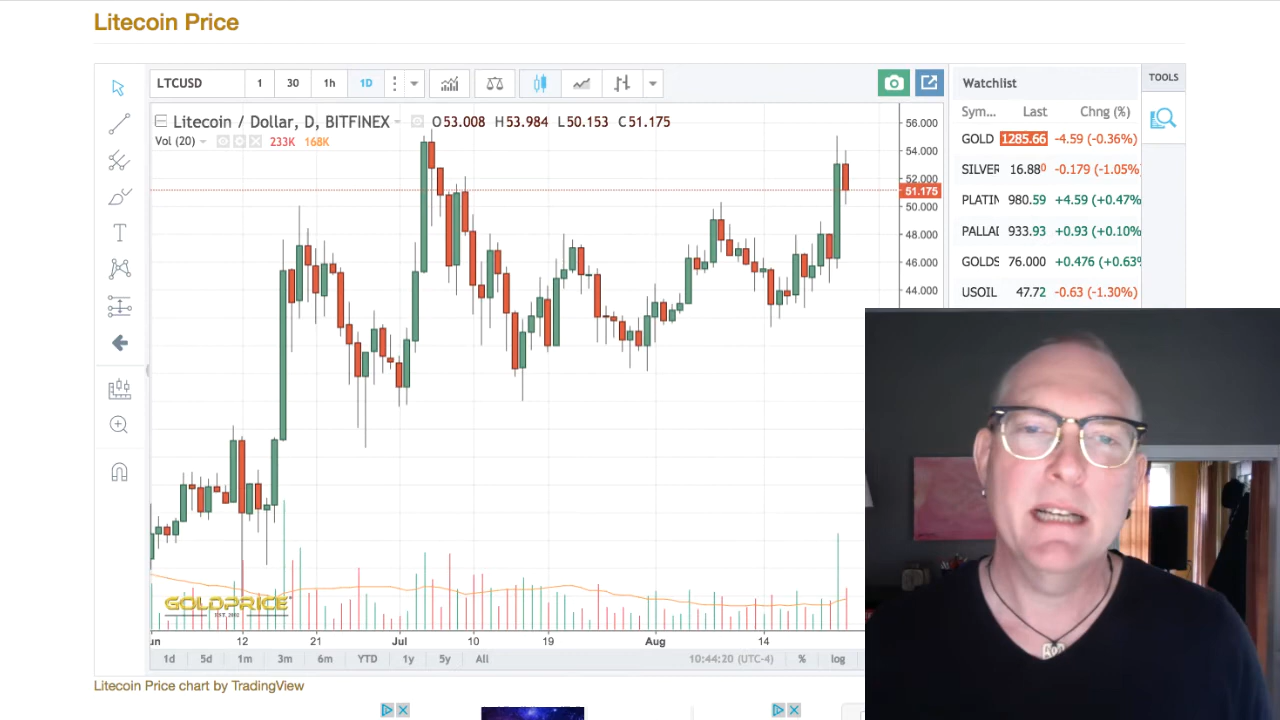 Litecoin Price
LTCUSD 1 30 1h 1D
Litecoin / Dollar, D, BITFINEX O53.008 H53.984 L50.153 C51.175
Vol (20) 233K 168K
56.000
54.000
52.000
51.175
50.000
48.000
46.000
44.000
Watchlist
TOOLS
Sym... Last Chng (%)
GOLD 1285.66 -4.59 (-0.36%)
SILVER 16.880 -0.179 (-1.05%)
PLATIN 980.59 +4.59 (+0.47%
PALLAD 933.93 +0.93 (+0.10%
GOLDS 76.000 +0.476 (+0.63%
USOIL 47.72 -0.63 (-1.30%)
GOLDPRICE
12 21 Jul 10 19 Aug 14
1d 5d 1m 3m 6m YTD 1y 5y All 10:44:20 (UTC-4) % log
Litecoin Price chart by TradingView